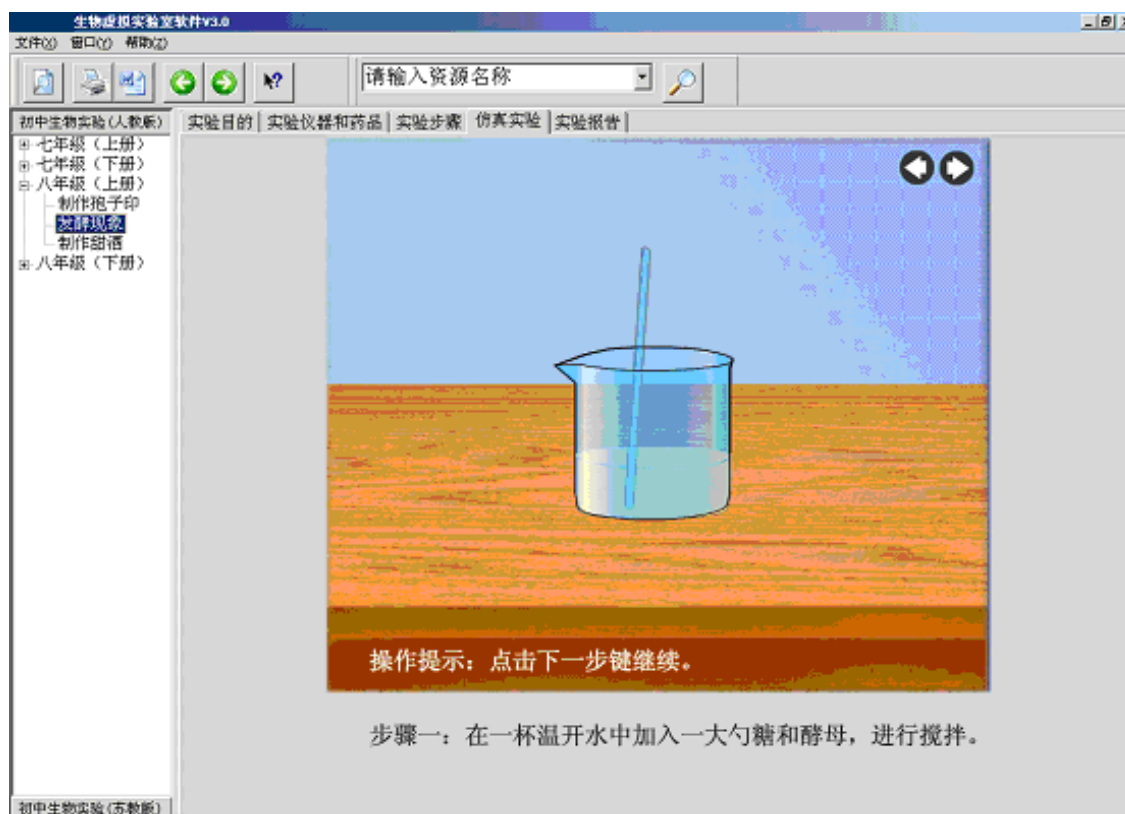 生物虚拟实验室软件V3.0
文件(X) 窗口(Y) 帮助(Z)
请输入资源名称
初中生物实验(人教版)
实验目的 实验仪器和药品 实验步骤 仿真实验 实验报告
七年级(上册)
七年级(下册)
八年级(上册)
制作孢子印
发酵现象
制作甜酒
八年级(下册)
操作提示：点击下一步键继续。
步骤一：在一杯温开水中加入一大勺糖和酵母，进行搅拌。
初中生物实验(苏教版)